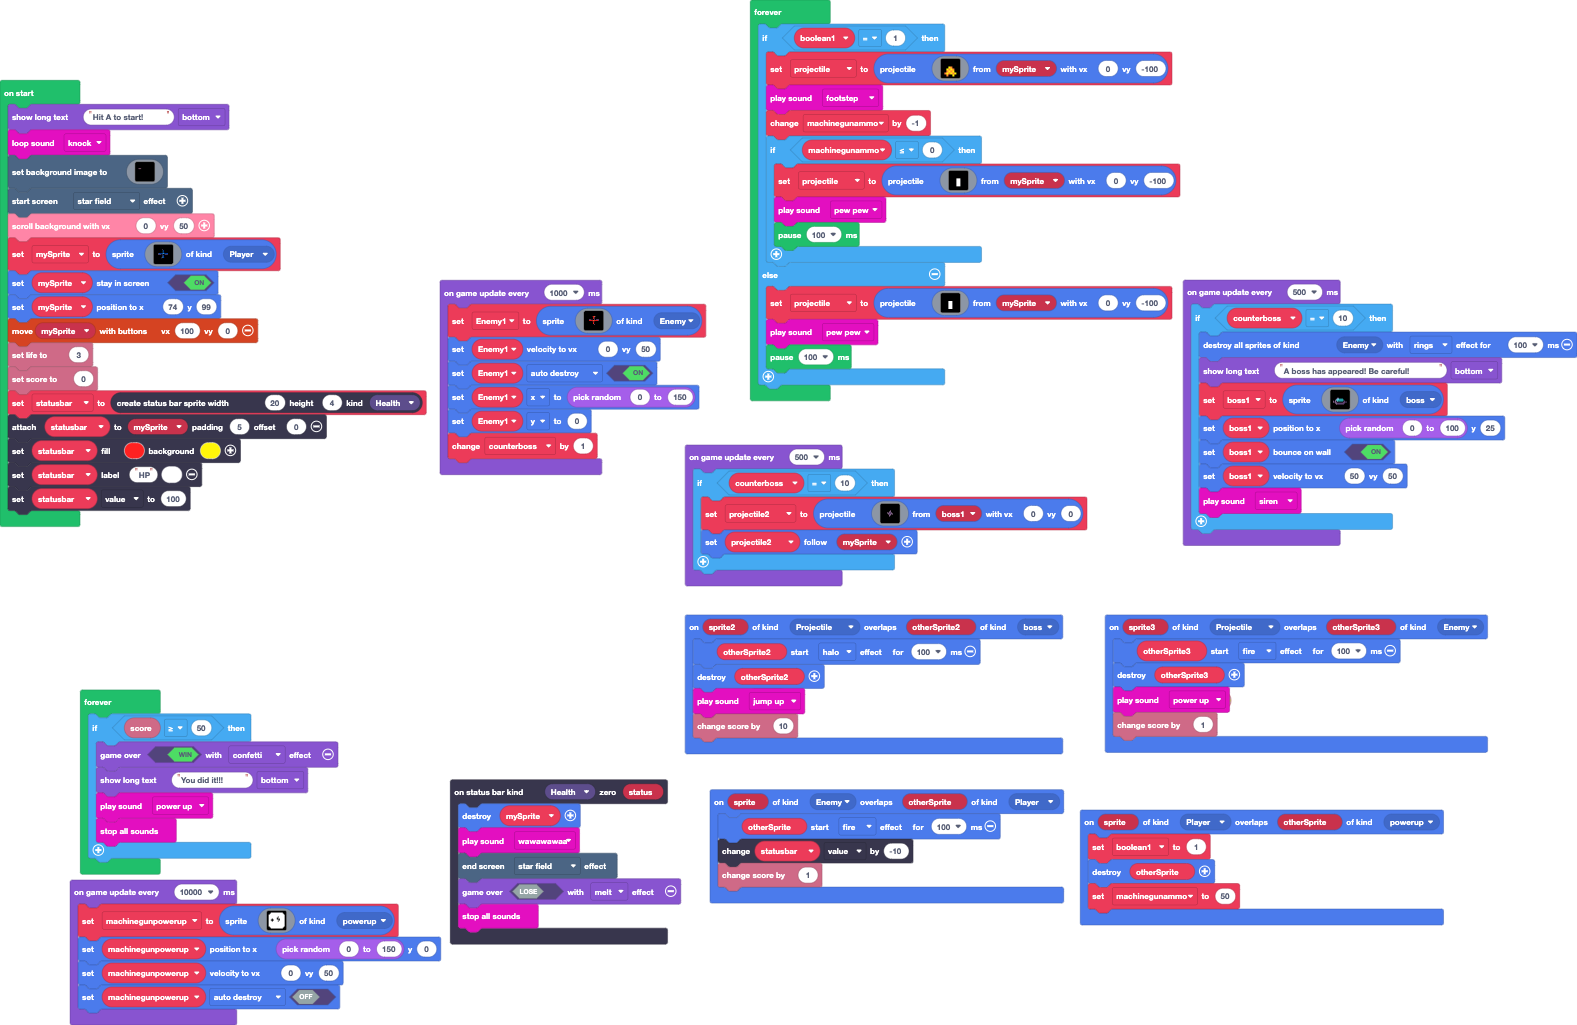 on start
show long text "Hit A to start!" bottom
loop sound knock
set background image to
start screen star field effect
scroll background with vx 0 vy 50
set mySprite to sprite of kind Player
set mySprite stay in screen ON
set mySprite position to x 74 y 99
move mySprite with buttons vx 100 vy 0
set life to 3
set score to 0
set statusbar to create status bar sprite width 20 height 4 kind Health
attach statusbar to mySprite padding 5 offset 0
set statusbar fill background
set statusbar label "HP"
set statusbar value to 100
on game update every 1000 ms
set Enemy1 to sprite of kind Enemy
set Enemy1 velocity to vx 0 vy 50
set Enemy1 auto destroy ON
set Enemy1 x to pick random 0 to 150
set Enemy1 y to 0
change counterboss by 1
forever
if boolean1 = 1 then
set projectile to projectile from mySprite with vx 0 vy -100
play sound footstep
change machinegunammo by -1
if machinegunammo ≤ 0 then
set projectile to projectile from mySprite with vx 0 vy -100
play sound pew pew
pause 100 ms
else
set projectile to projectile from mySprite with vx 0 vy -100
play sound pew pew
pause 100 ms
on game update every 500 ms
if counterboss = 10 then
set projectile2 to projectile from boss1 with vx 0 vy 0
set projectile2 follow mySprite
on game update every 500 ms
if counterboss = 10 then
destroy all sprites of kind Enemy with rings effect for 100 ms
show long text "A boss has appeared! Be careful!" bottom
set boss1 to sprite of kind boss
set boss1 position to x pick random 0 to 100 y 25
set boss1 bounce on wall ON
set boss1 velocity to vx 50 vy 50
play sound siren
on sprite2 of kind Projectile overlaps otherSprite2 of kind boss
otherSprite2 start halo effect for 100 ms
destroy otherSprite2
play sound jump up
change score by 10
on sprite3 of kind Projectile overlaps otherSprite3 of kind Enemy
otherSprite3 start fire effect for 100 ms
destroy otherSprite3
play sound power up
change score by 1
forever
if score ≥ 50 then
game over WIN with confetti effect
show long text "You did it!!!" bottom
play sound power up
stop all sounds
on game update every 10000 ms
set machinegunpowerup to sprite of kind powerup
set machinegunpowerup position to x pick random 0 to 150 y 0
set machinegunpowerup velocity to vx 0 vy 50
set machinegunpowerup auto destroy OFF
on status bar kind Health zero status
destroy mySprite
play sound wawawawaa
end screen star field effect
game over LOSE with melt effect
stop all sounds
on sprite of kind Enemy overlaps otherSprite of kind Player
otherSprite start fire effect for 100 ms
change statusbar value by -10
change score by 1
on sprite of kind Player overlaps otherSprite of kind powerup
set boolean1 to 1
destroy otherSprite
set machinegunammo to 50